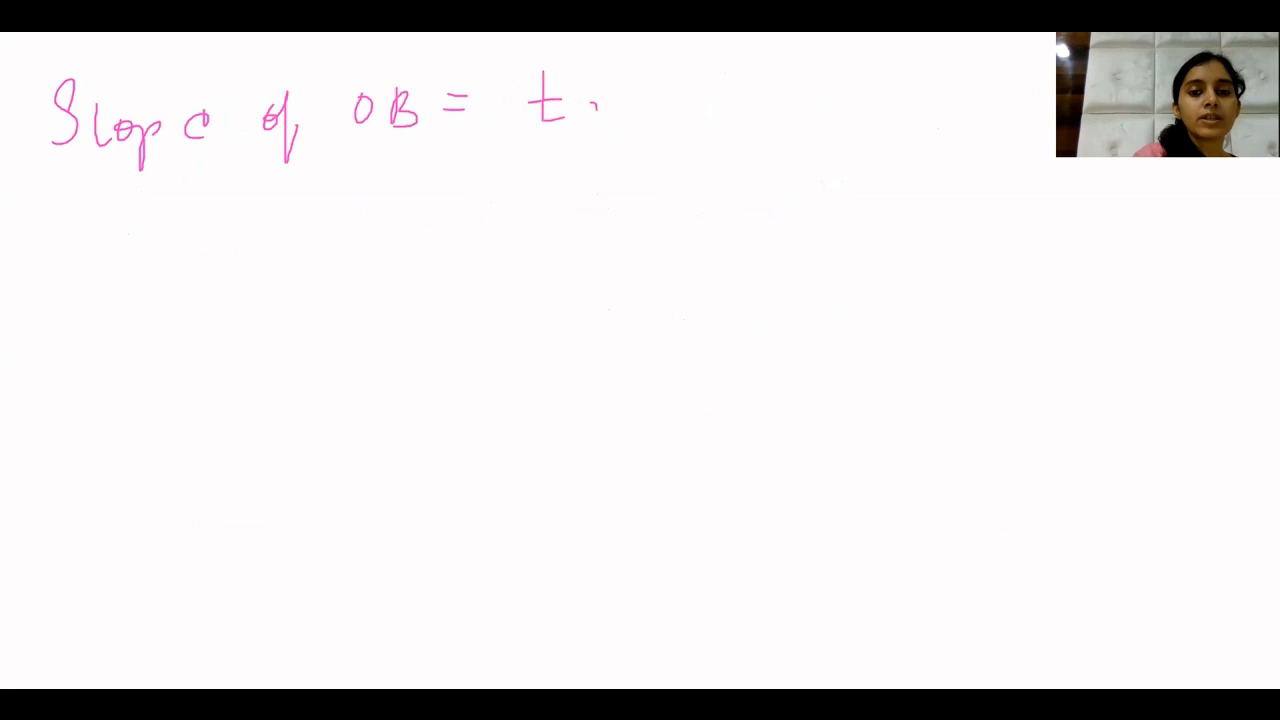 Slope of OB = t.